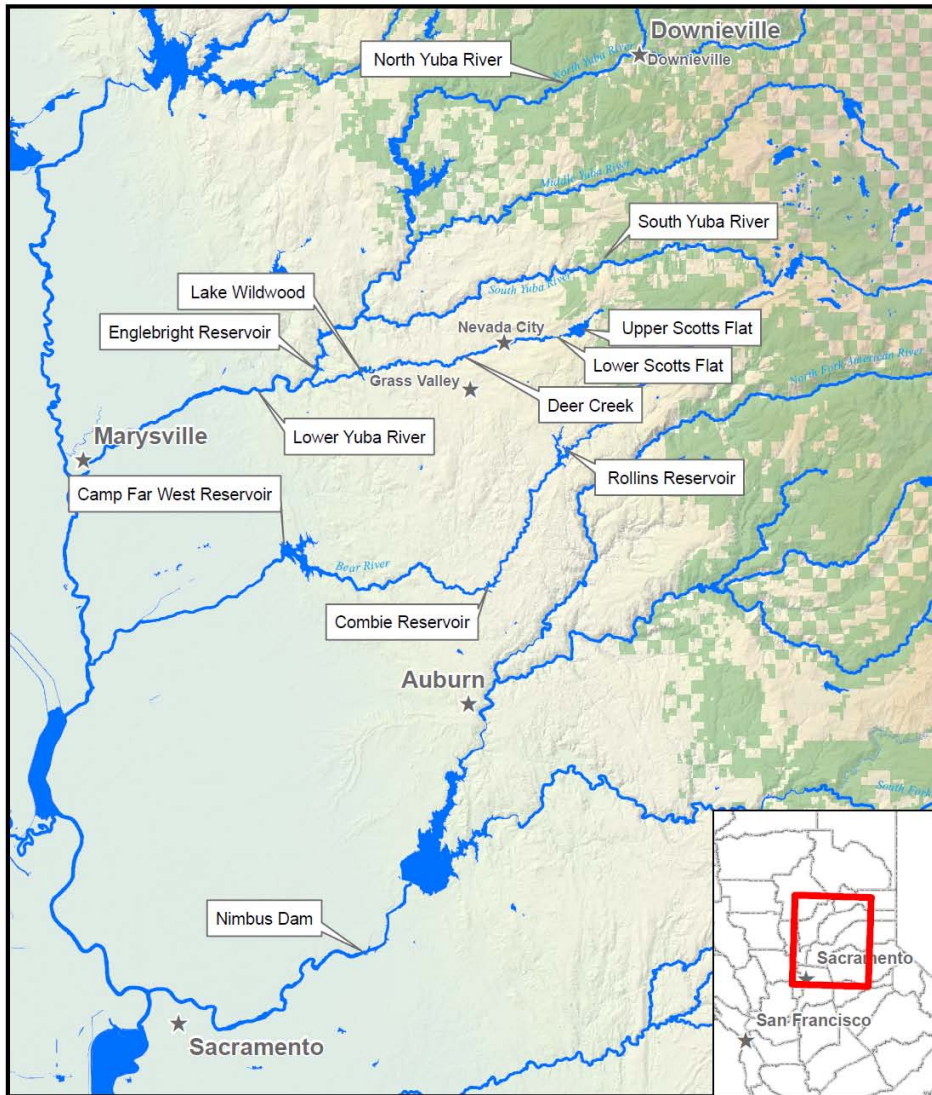 Downieville
North Yuba River
North Yuba River
Downieville
Middle Yuba River
South Yuba River
Lake Wildwood
South Yuba River
Englebright Reservoir
Nevada City
Upper Scotts Flat
Lower Scotts Flat
North Fork American River
Grass Valley
Deer Creek
Marysville
Lower Yuba River
Rollins Reservoir
Camp Far West Reservoir
Bear River
Combie Reservoir
Auburn
South Fork
Nimbus Dam
Sacramento
San Francisco
Sacramento